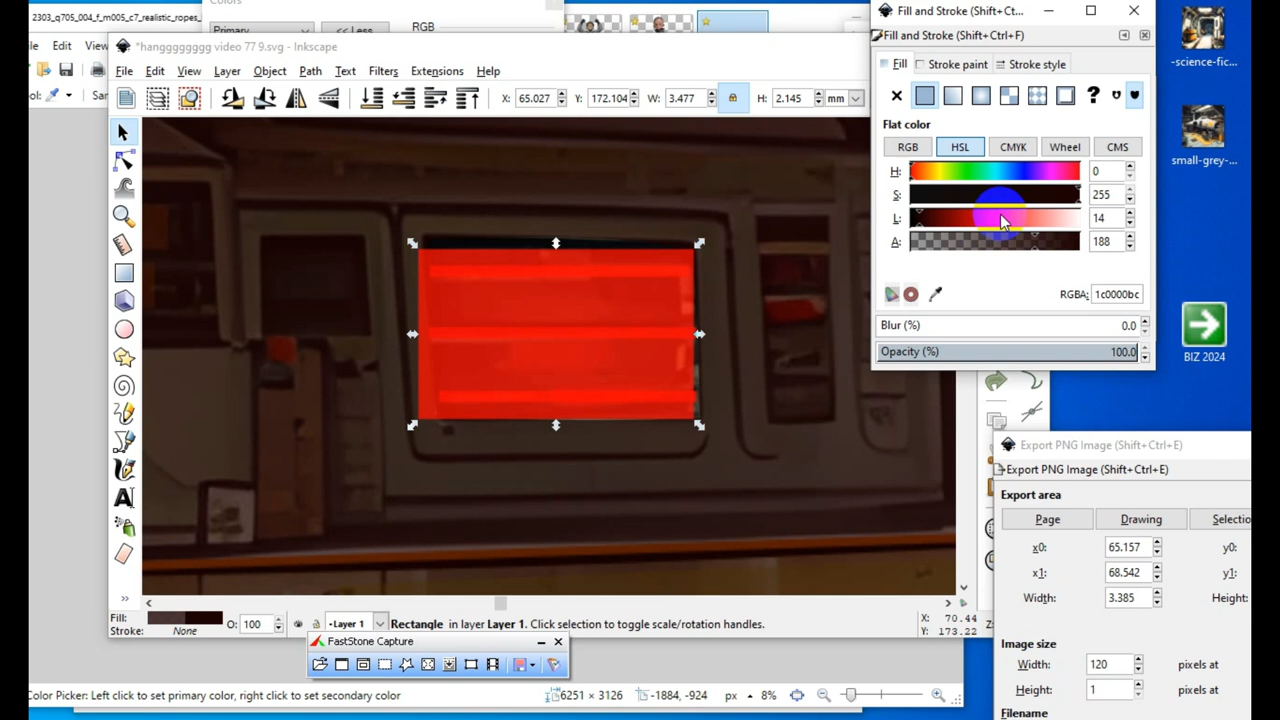 2303_q705_004_f_m005_c7_realistic_ropes_
Primary
<< Less
RGB
Edit View
*hanggggggggg video 77 9.svg - Inkscape
File Edit View Layer Object Path Text Filters Extensions Help
X: 65.027 Y: 172.104 W: 3.477 H: 2.145 mm
Fill and Stroke (Shift+Ct...
Fill and Stroke (Shift+Ctrl+F)
Fill Stroke paint Stroke style
Flat color
RGB HSL CMYK Wheel CMS
H: 0
S: 255
L: 14
A: 188
RGBA: 1c0000bc
Blur (%) 0.0
Opacity (%) 100.0
-science-fic...
small-grey-...
BIZ 2024
Export PNG Image (Shift+Ctrl+E)
Export PNG Image (Shift+Ctrl+E)
Export area
Page Drawing Selectio
x0: 65.157 y0:
x1: 68.542 y1:
Width: 3.385 Height:
Image size
Width: 120 pixels at
Height: 1 pixels at
Filename
Fill:
Stroke: None
O: 100
Layer 1
Rectangle in layer Layer 1. Click selection to toggle scale/rotation handles.
X: 70.44
Y: 173.22
FastStone Capture
Color Picker: Left click to set primary color, right click to set secondary color
6251 × 3126
-1884, -924
px
8%